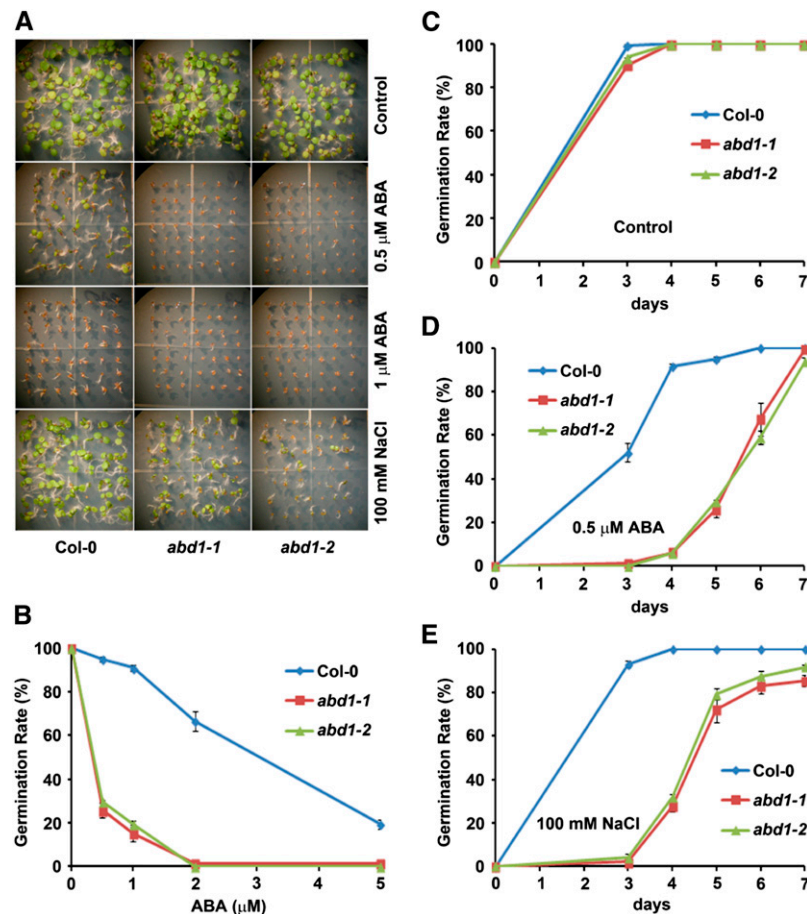 A
Control
0.5 µM ABA
1 µM ABA
100 mM NaCl
Col-0 abd1-1 abd1-2
B
Germination Rate (%)
100
80
60
40
20
0
0 1 2 3 4 5
ABA (µM)
Col-0
abd1-1
abd1-2
C
Germination Rate (%)
100
80
60
40
20
0
0 1 2 3 4 5 6 7
days
Col-0
abd1-1
abd1-2
Control
D
Germination Rate (%)
100
80
60
40
20
0
0 1 2 3 4 5 6 7
days
Col-0
abd1-1
abd1-2
0.5 µM ABA
E
Germination Rate (%)
100
80
60
40
20
0
0 1 2 3 4 5 6 7
days
Col-0
abd1-1
abd1-2
100 mM NaCl